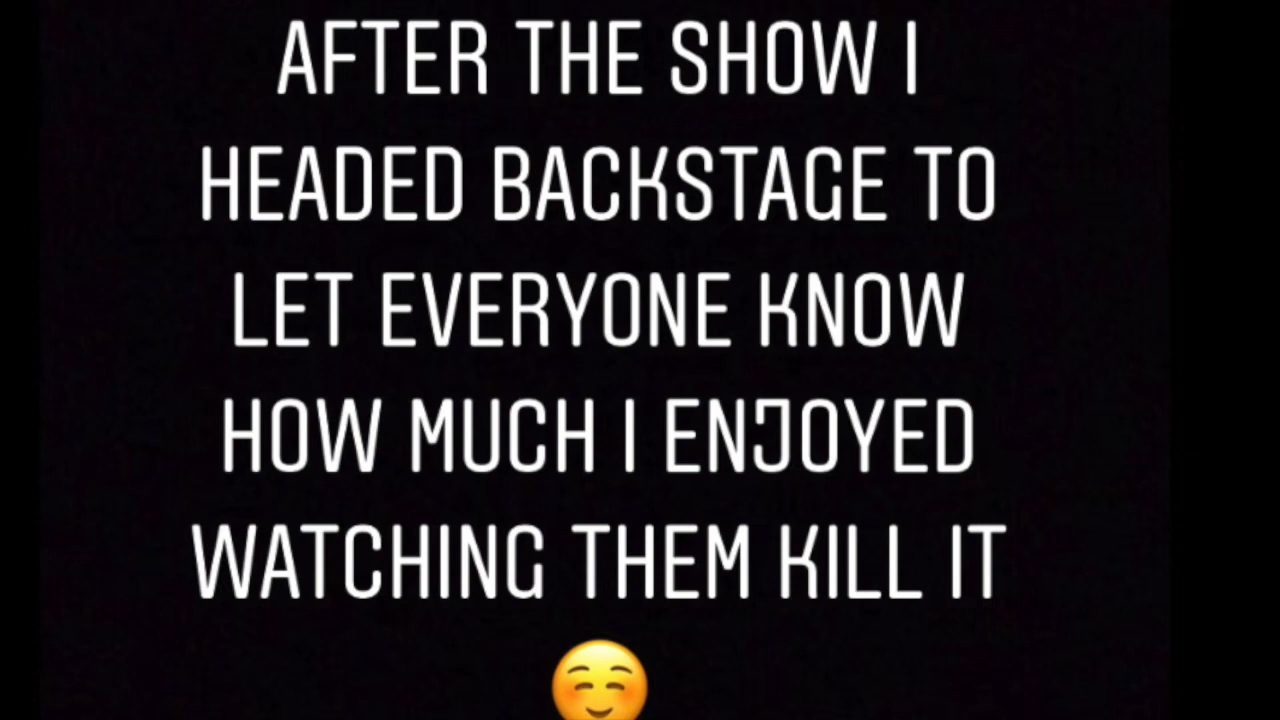 AFTER THE SHOW I
HEADED BACKSTAGE TO
LET EVERYONE KNOW
HOW MUCH I ENJOYED
WATCHING THEM KILL IT
☺️